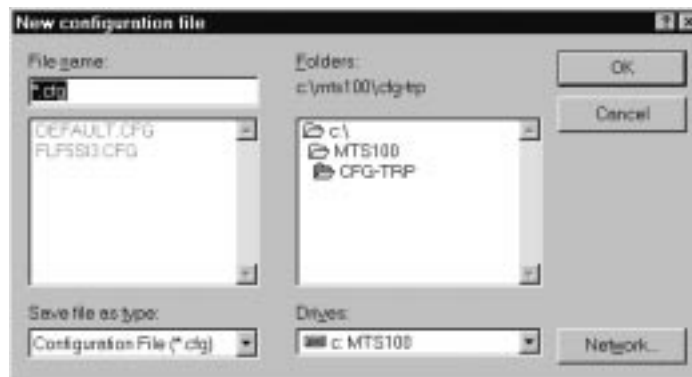 New configuration file
File name:
*.cfg
DEFAULT.CFG
FLFSSI3.CFG
Save file as type:
Configuration File (*.cfg)
Folders:
c:\mts100\cfg-trp
c:\
MTS100
CFG-TRP
Drives:
c: MTS100
OK
Cancel
Network...